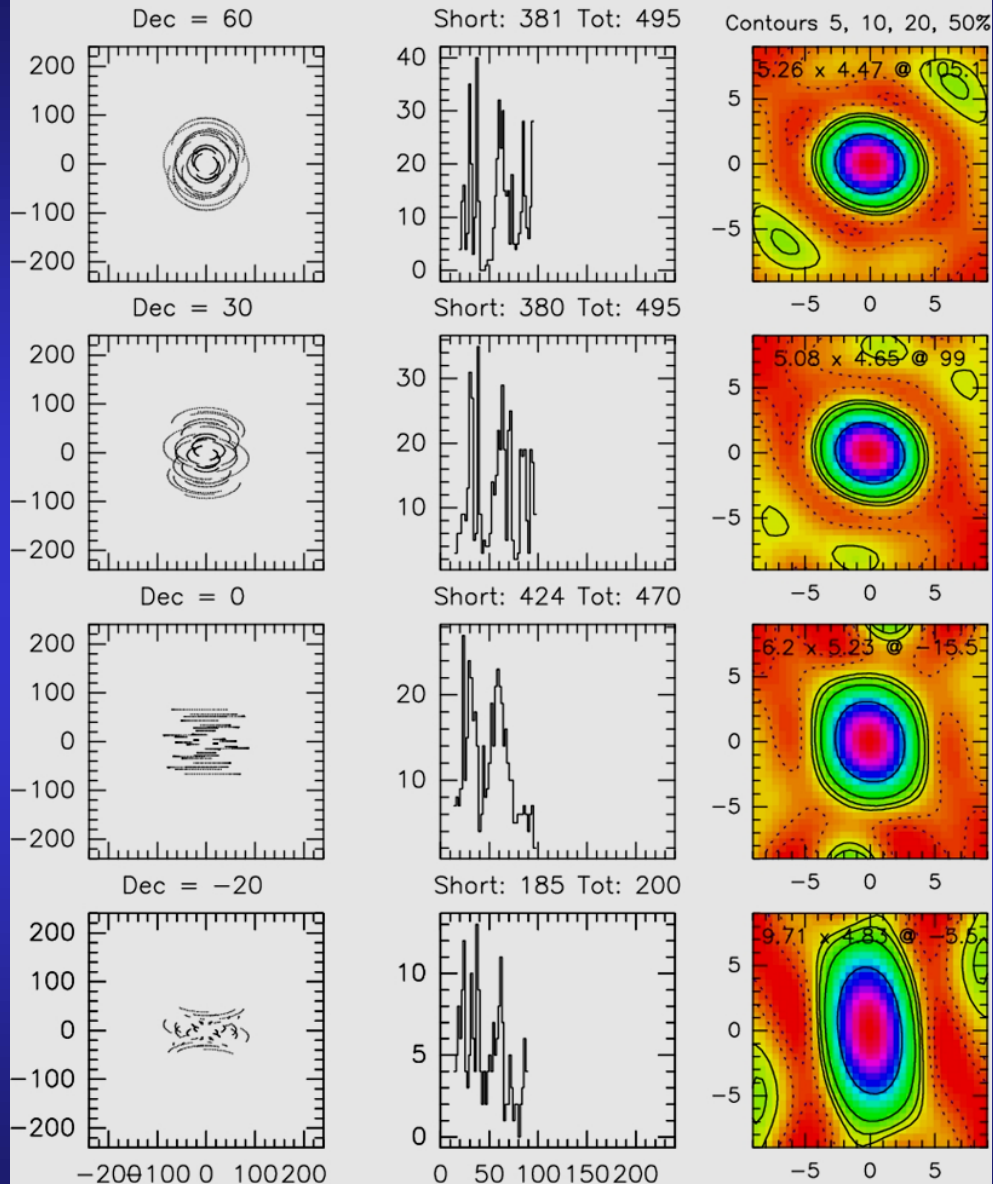 Dec = 60
Short: 381 Tot: 495
Contours 5, 10, 20, 50%
200
100
0
−100
−200
40
30
20
10
0
5.26 x 4.47 @ 105.1
5
0
−5
−5 0 5
Dec = 30
Short: 380 Tot: 495
200
100
0
−100
−200
30
20
10
5.08 x 4.65 @ 99
5
0
−5
−5 0 5
Dec = 0
Short: 424 Tot: 470
200
100
0
−100
−200
20
10
6.2 x 5.23 @ −15.5
5
0
−5
−5 0 5
Dec = −20
Short: 185 Tot: 200
200
100
0
−100
−200
10
5
0
9.71 x 4.83 @ −5.5
5
0
−5
−200 −100 0 100 200
0 50 100 150 200
−5 0 5